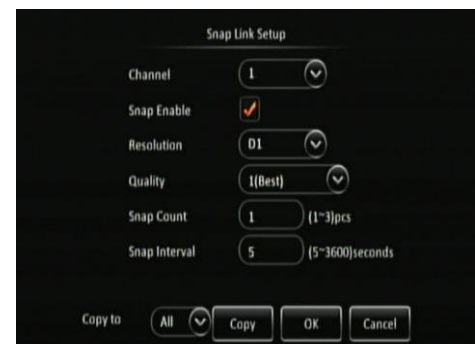 Snap Link Setup
Channel 1
Snap Enable
Resolution D1
Quality 1(Best)
Snap Count 1 (1~3)pcs
Snap Interval 5 (5~3600)seconds
Copy to All Copy OK Cancel